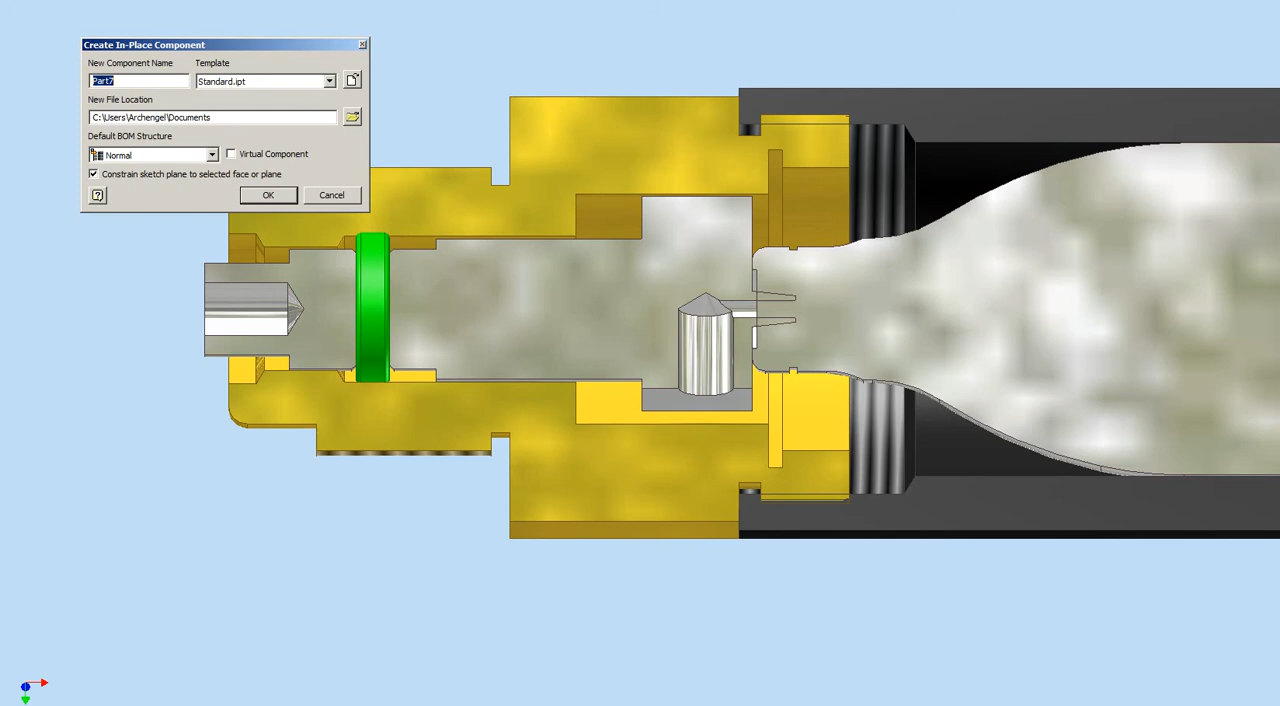 Create In-Place Component
New Component Name Template
Part7 Standard.ipt
New File Location
C:\Users\Archengel\Documents
Default BOM Structure
Normal Virtual Component
Constrain sketch plane to selected face or plane
OK Cancel